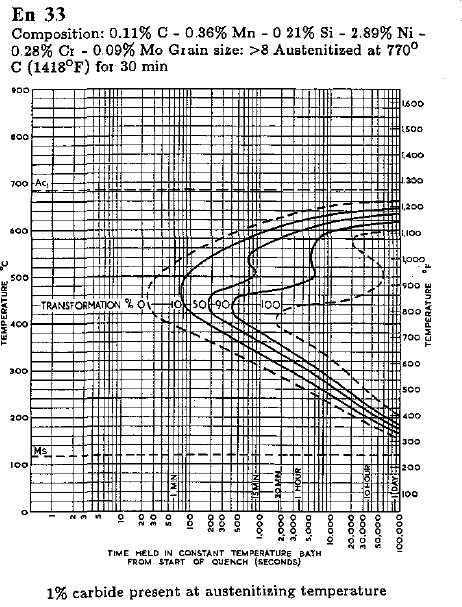 En 33
Composition: 0.11% C - 0.36% Mn - 0 21% Si - 2.89% Ni -
0.28% Cr - 0.09% Mo Grain size: >8 Austenitized at 770°
C (1418°F) for 30 min
900
800
700
600
500
400
300
200
100
0
TEMPERATURE °C
1,600
1,500
1,400
1,300
1,200
1,100
1,000
900
800
700
600
500
400
300
200
100
TEMPERATURE °F
Ac1
TRANSFORMATION % 0 10 50 90 100
Ms
1 MIN
15 MIN
30 MIN
1 HOUR
10 HOUR
1 DAY
1 2 3 5 10 20 30 50 100 200 300 500 1,000 2,000 3,000 5,000 10,000 20,000 30,000 50,000 100,000
TIME HELD IN CONSTANT TEMPERATURE BATH
FROM START OF QUENCH (SECONDS)
1% carbide present at austenitizing temperature